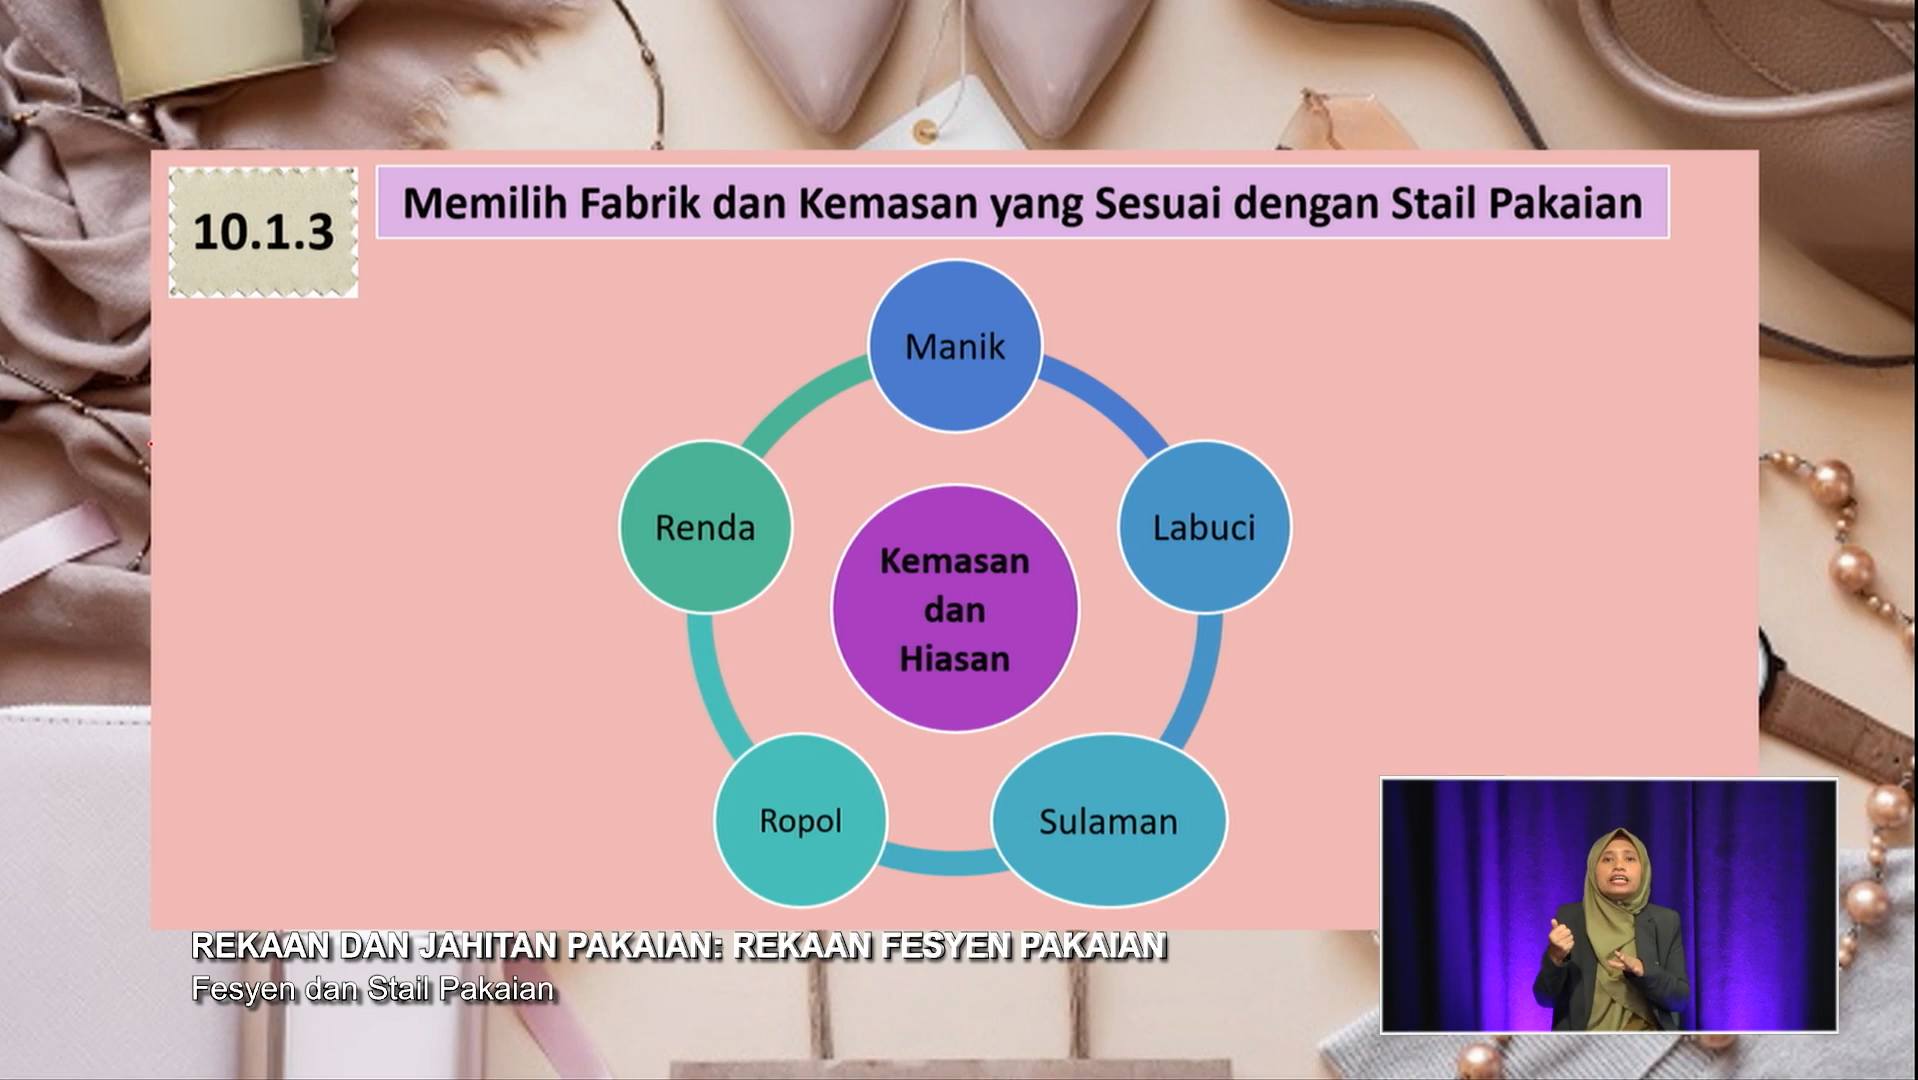 10.1.3
Memilih Fabrik dan Kemasan yang Sesuai dengan Stail Pakaian
Manik
Renda
Labuci
Kemasan
dan
Hiasan
Ropol
Sulaman
REKAAN DAN JAHITAN PAKAIAN: REKAAN FESYEN PAKAIAN
Fesyen dan Stail Pakaian